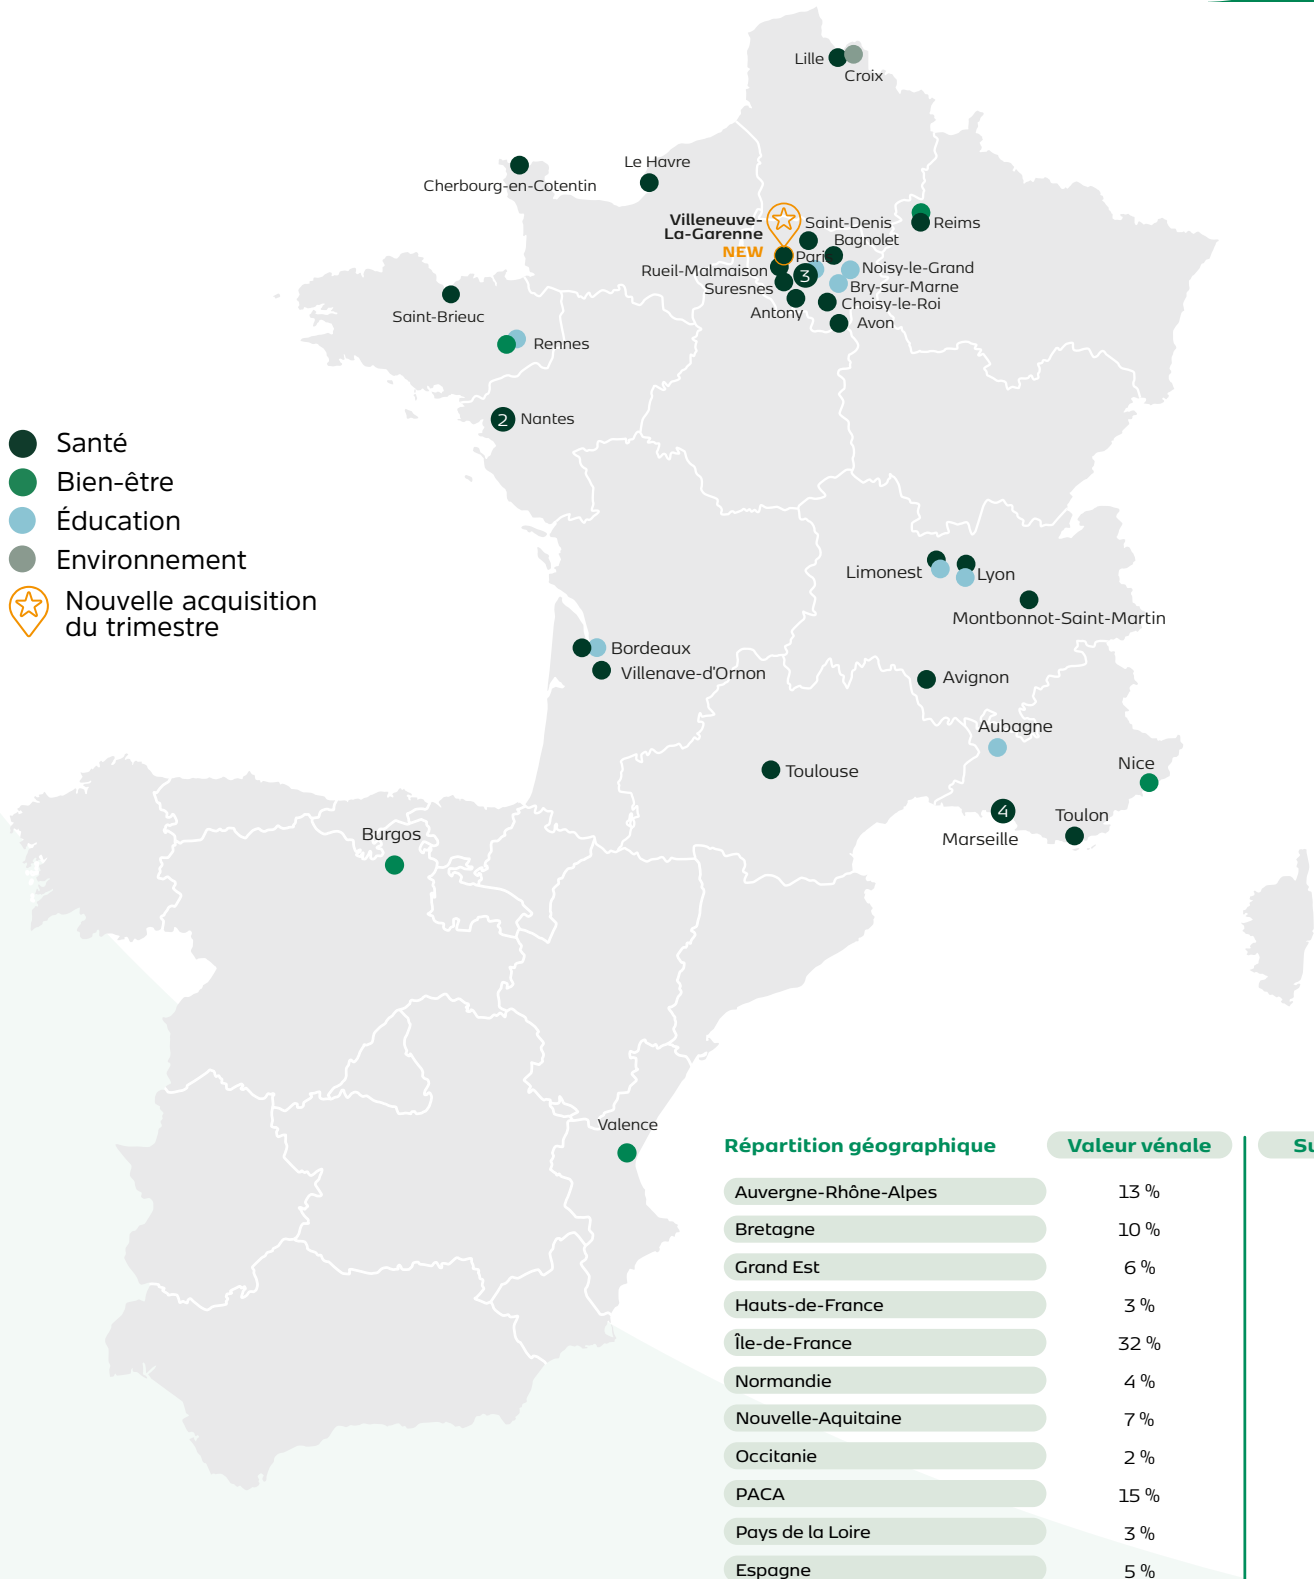 Lille
Croix
Le Havre
Cherbourg-en-Cotentin
Villeneuve-
La-Garenne
NEW
Saint-Denis
Reims
Bagnolet
Paris
Rueil-Malmaison
3
Noisy-le-Grand
Suresnes
Bry-sur-Marne
Antony
Choisy-le-Roi
Avon
Saint-Brieuc
Rennes
2 Nantes
Santé
Bien-être
Éducation
Environnement
Nouvelle acquisition
du trimestre
Limonest
Lyon
Montbonnot-Saint-Martin
Bordeaux
Villenave-d'Ornon
Avignon
Aubagne
Nice
Toulouse
4
Marseille
Toulon
Burgos
Valence
Répartition géographique Valeur vénale
Auvergne-Rhône-Alpes 13 %
Bretagne 10 %
Grand Est 6 %
Hauts-de-France 3 %
Île-de-France 32 %
Normandie 4 %
Nouvelle-Aquitaine 7 %
Occitanie 2 %
PACA 15 %
Pays de la Loire 3 %
Espagne 5 %